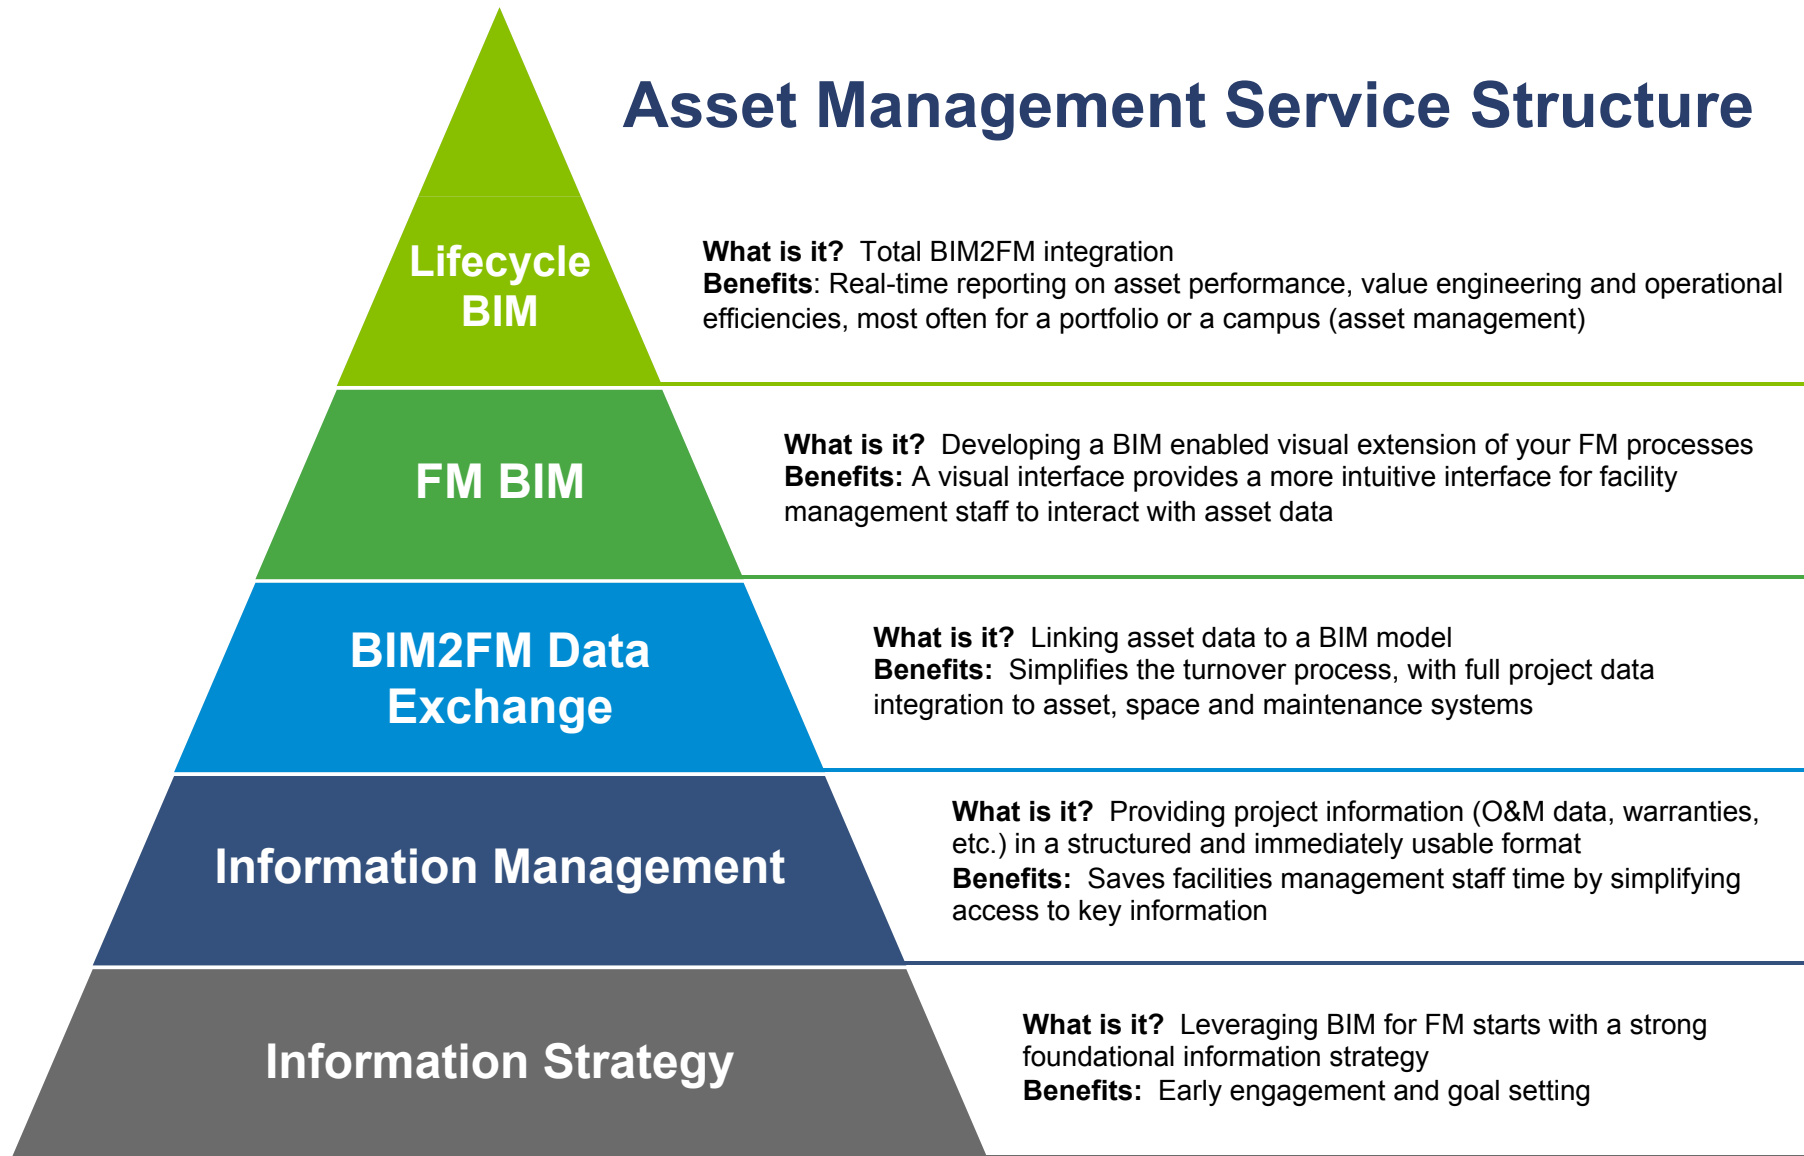 Asset Management Service Structure
Lifecycle
BIM
What is it? Total BIM2FM integration
Benefits: Real-time reporting on asset performance, value engineering and operational
efficiencies, most often for a portfolio or a campus (asset management)
FM BIM
What is it? Developing a BIM enabled visual extension of your FM processes
Benefits: A visual interface provides a more intuitive interface for facility
management staff to interact with asset data
BIM2FM Data
Exchange
What is it? Linking asset data to a BIM model
Benefits: Simplifies the turnover process, with full project data
integration to asset, space and maintenance systems
Information Management
What is it? Providing project information (O&M data, warranties,
etc.) in a structured and immediately usable format
Benefits: Saves facilities management staff time by simplifying
access to key information
Information Strategy
What is it? Leveraging BIM for FM starts with a strong
foundational information strategy
Benefits: Early engagement and goal setting